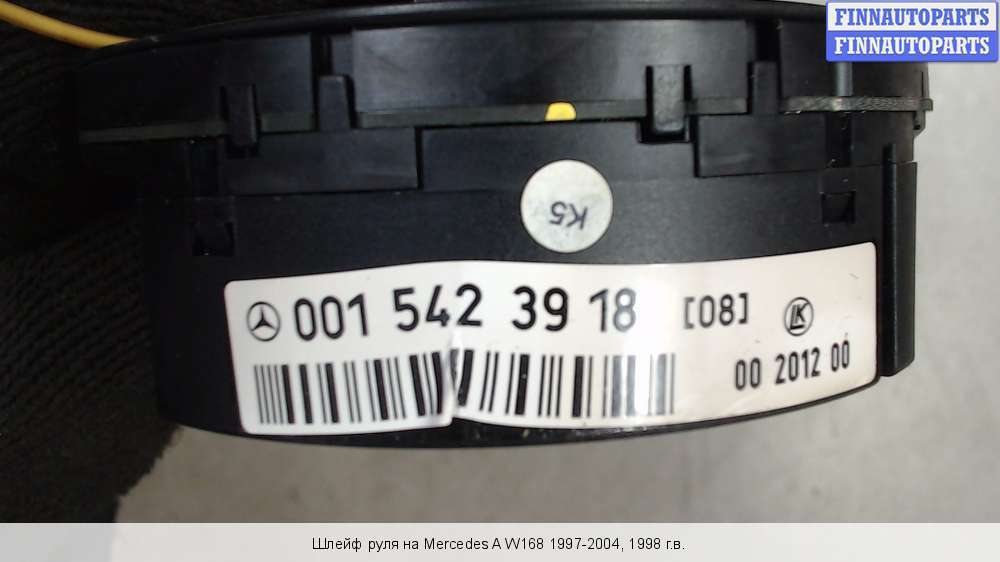 FINNAUTOPARTS
FINNAUTOPARTS
K5
001 542 39 18 [08] LK
00 2012 00
Шлейф руля на Mercedes A W168 1997-2004, 1998 г.в.